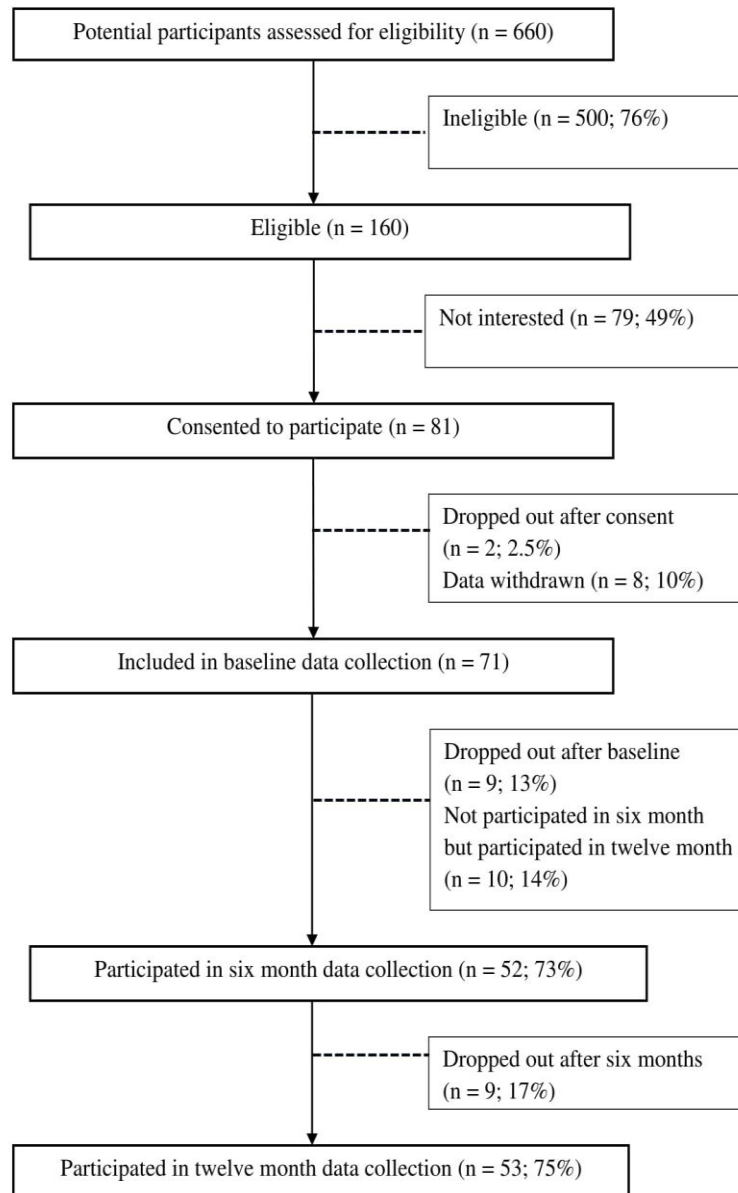 Potential participants assessed for eligibility (n = 660)
Ineligible (n = 500; 76%)
Eligible (n = 160)
Not interested (n = 79; 49%)
Consented to participate (n = 81)
Dropped out after consent
(n = 2; 2.5%)
Data withdrawn (n = 8; 10%)
Included in baseline data collection (n = 71)
Dropped out after baseline
(n = 9; 13%)
Not participated in six month
but participated in twelve month
(n = 10; 14%)
Participated in six month data collection (n = 52; 73%)
Dropped out after six months
(n = 9; 17%)
Participated in twelve month data collection (n = 53; 75%)